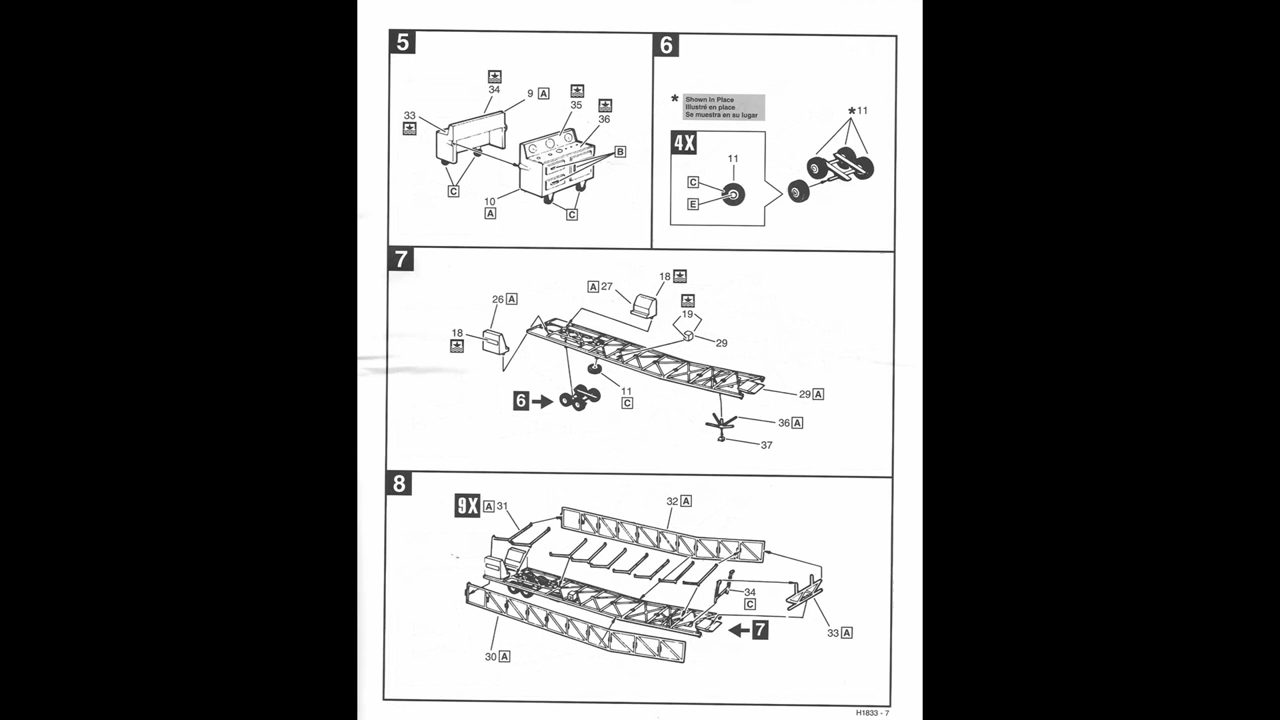 5
34
9 A
33
35
36
B
C
10
A
C
6
* Shown In Place
Illustré en place
Se muestra en su lugar
*11
4X
11
C
E
7
18
A 27
26 A
19
18
29
29 A
11
C
6
36 A
37
8
9X A 31
32 A
34
C
7
33 A
30 A
H1833 - 7